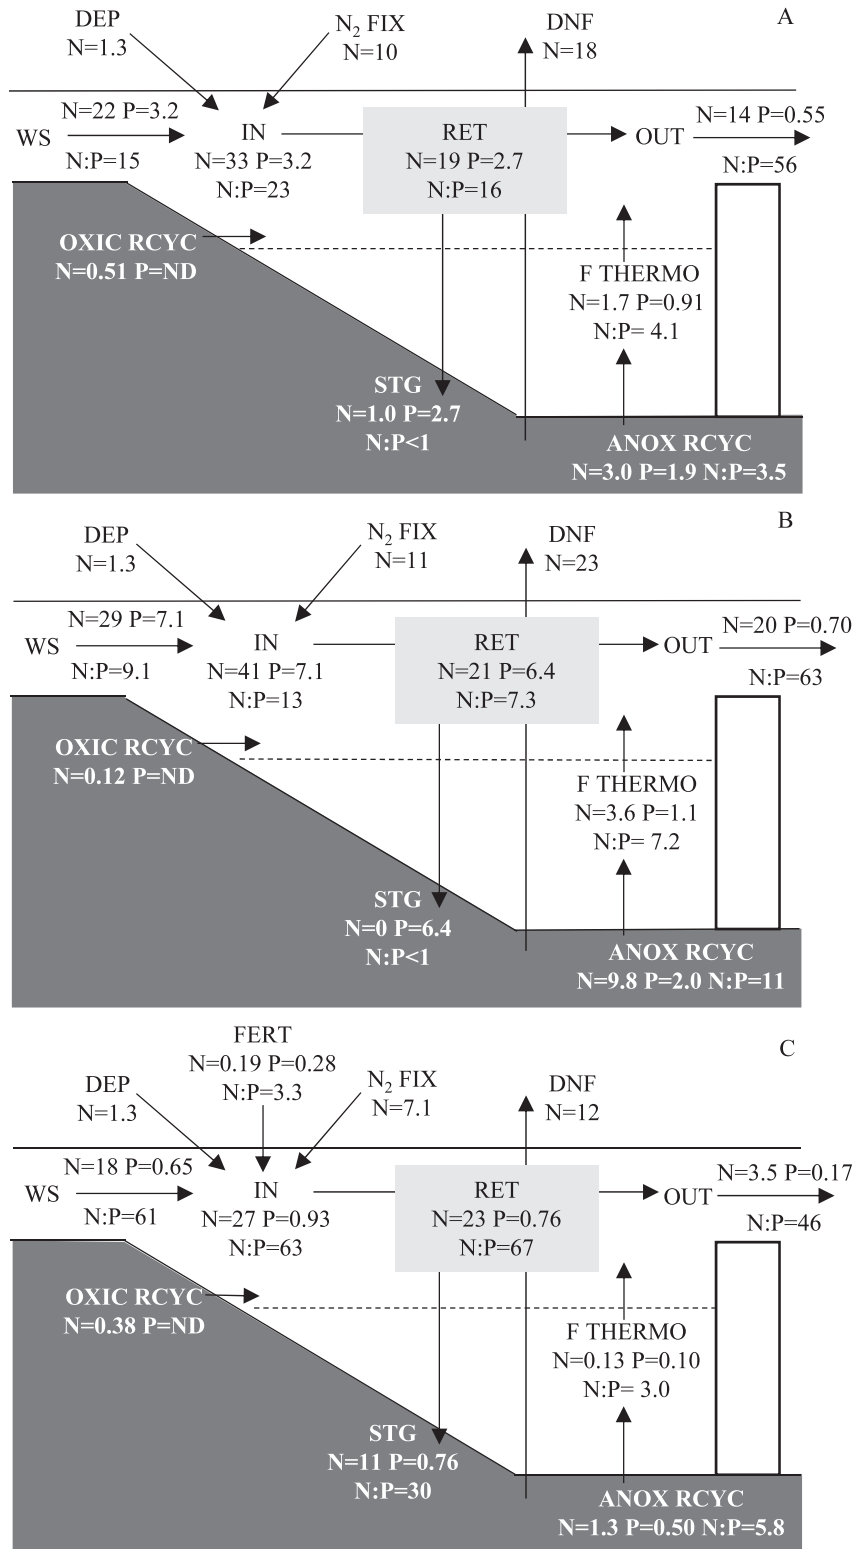 A
DEP
N=1.3
N2 FIX
N=10
DNF
N=18
WS
N=22 P=3.2
N:P=15
IN
N=33 P=3.2
N:P=23
RET
N=19 P=2.7
N:P=16
OUT
N=14 P=0.55
N:P=56
OXIC RCYC
N=0.51 P=ND
F THERMO
N=1.7 P=0.91
N:P= 4.1
STG
N=1.0 P=2.7
N:P<1
ANOX RCYC
N=3.0 P=1.9 N:P=3.5
B
DEP
N=1.3
N2 FIX
N=11
DNF
N=23
WS
N=29 P=7.1
N:P=9.1
IN
N=41 P=7.1
N:P=13
RET
N=21 P=6.4
N:P=7.3
OUT
N=20 P=0.70
N:P=63
OXIC RCYC
N=0.12 P=ND
F THERMO
N=3.6 P=1.1
N:P= 7.2
STG
N=0 P=6.4
N:P<1
ANOX RCYC
N=9.8 P=2.0 N:P=11
C
FERT
N=0.19 P=0.28
N:P=3.3
DEP
N=1.3
N2 FIX
N=7.1
DNF
N=12
WS
N=18 P=0.65
N:P=61
IN
N=27 P=0.93
N:P=63
RET
N=23 P=0.76
N:P=67
OUT
N=3.5 P=0.17
N:P=46
OXIC RCYC
N=0.38 P=ND
F THERMO
N=0.13 P=0.10
N:P= 3.0
STG
N=11 P=0.76
N:P=30
ANOX RCYC
N=1.3 P=0.50 N:P=5.8